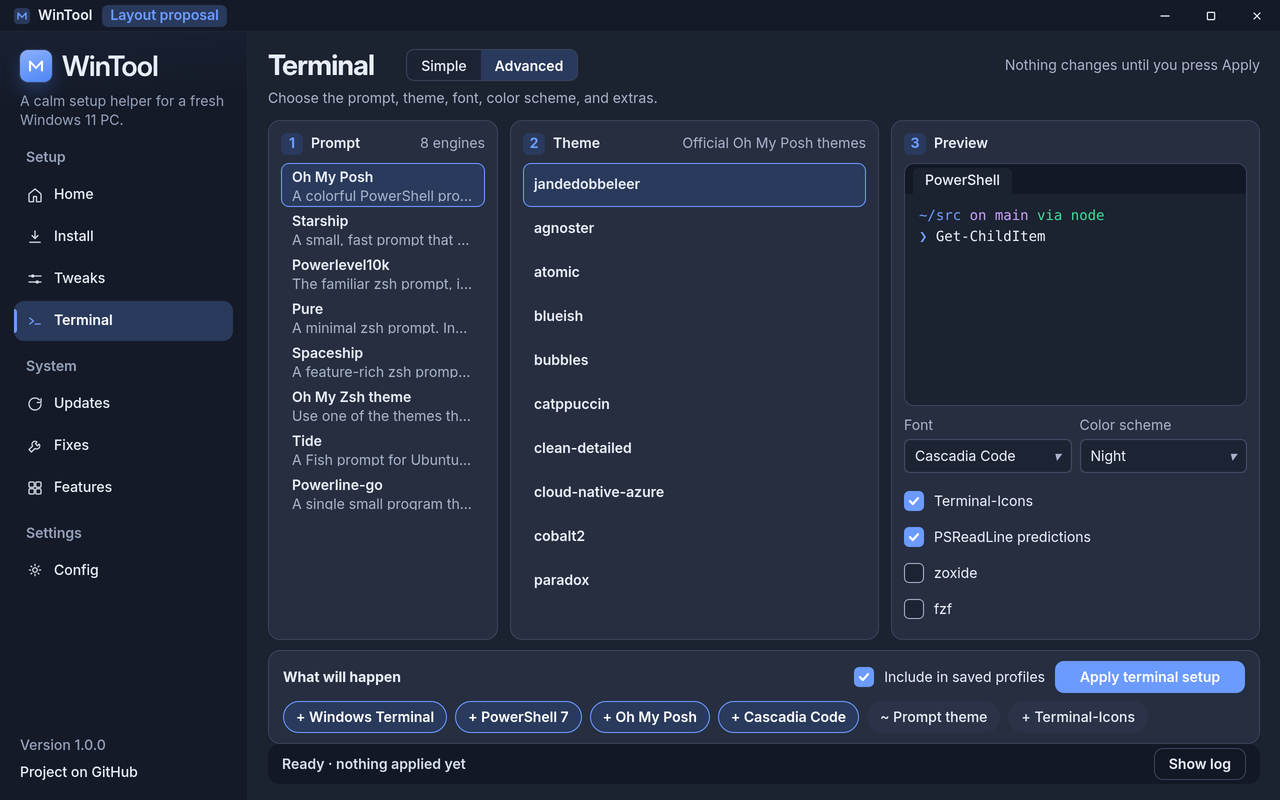 WinTool
Layout proposal
WinTool
A calm setup helper for a fresh
Windows 11 PC.
Setup
Home
Install
Tweaks
Terminal
System
Updates
Fixes
Features
Settings
Config
Version 1.0.0
Project on GitHub
Terminal
Simple
Advanced
Nothing changes until you press Apply
Choose the prompt, theme, font, color scheme, and extras.
1 Prompt 8 engines
Oh My Posh
A colorful PowerShell pro...
Starship
A small, fast prompt that ...
Powerlevel10k
The familiar zsh prompt, i...
Pure
A minimal zsh prompt. In...
Spaceship
A feature-rich zsh promp...
Oh My Zsh theme
Use one of the themes th...
Tide
A Fish prompt for Ubuntu...
Powerline-go
A single small program th...
2 Theme Official Oh My Posh themes
jandedobbeleer
agnoster
atomic
blueish
bubbles
catppuccin
clean-detailed
cloud-native-azure
cobalt2
paradox
3 Preview
PowerShell
~/src on main via node
❯ Get-ChildItem
Font
Cascadia Code
Color scheme
Night
Terminal-Icons
PSReadLine predictions
zoxide
fzf
What will happen
Include in saved profiles
Apply terminal setup
+ Windows Terminal
+ PowerShell 7
+ Oh My Posh
+ Cascadia Code
~ Prompt theme
+ Terminal-Icons
Ready · nothing applied yet
Show log